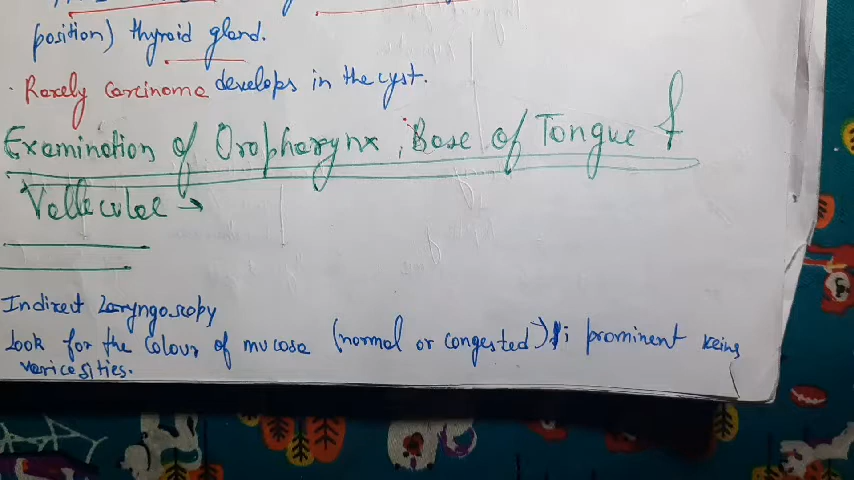 position) thyroid gland.
· Rarely carcinoma develops in the cyst.
Examination of Oropharynx, Base of Tongue &
Valleculae →
Indirect Laryngoscopy
Look for the colour of mucosa (normal or congested); prominent veins
varicosities.